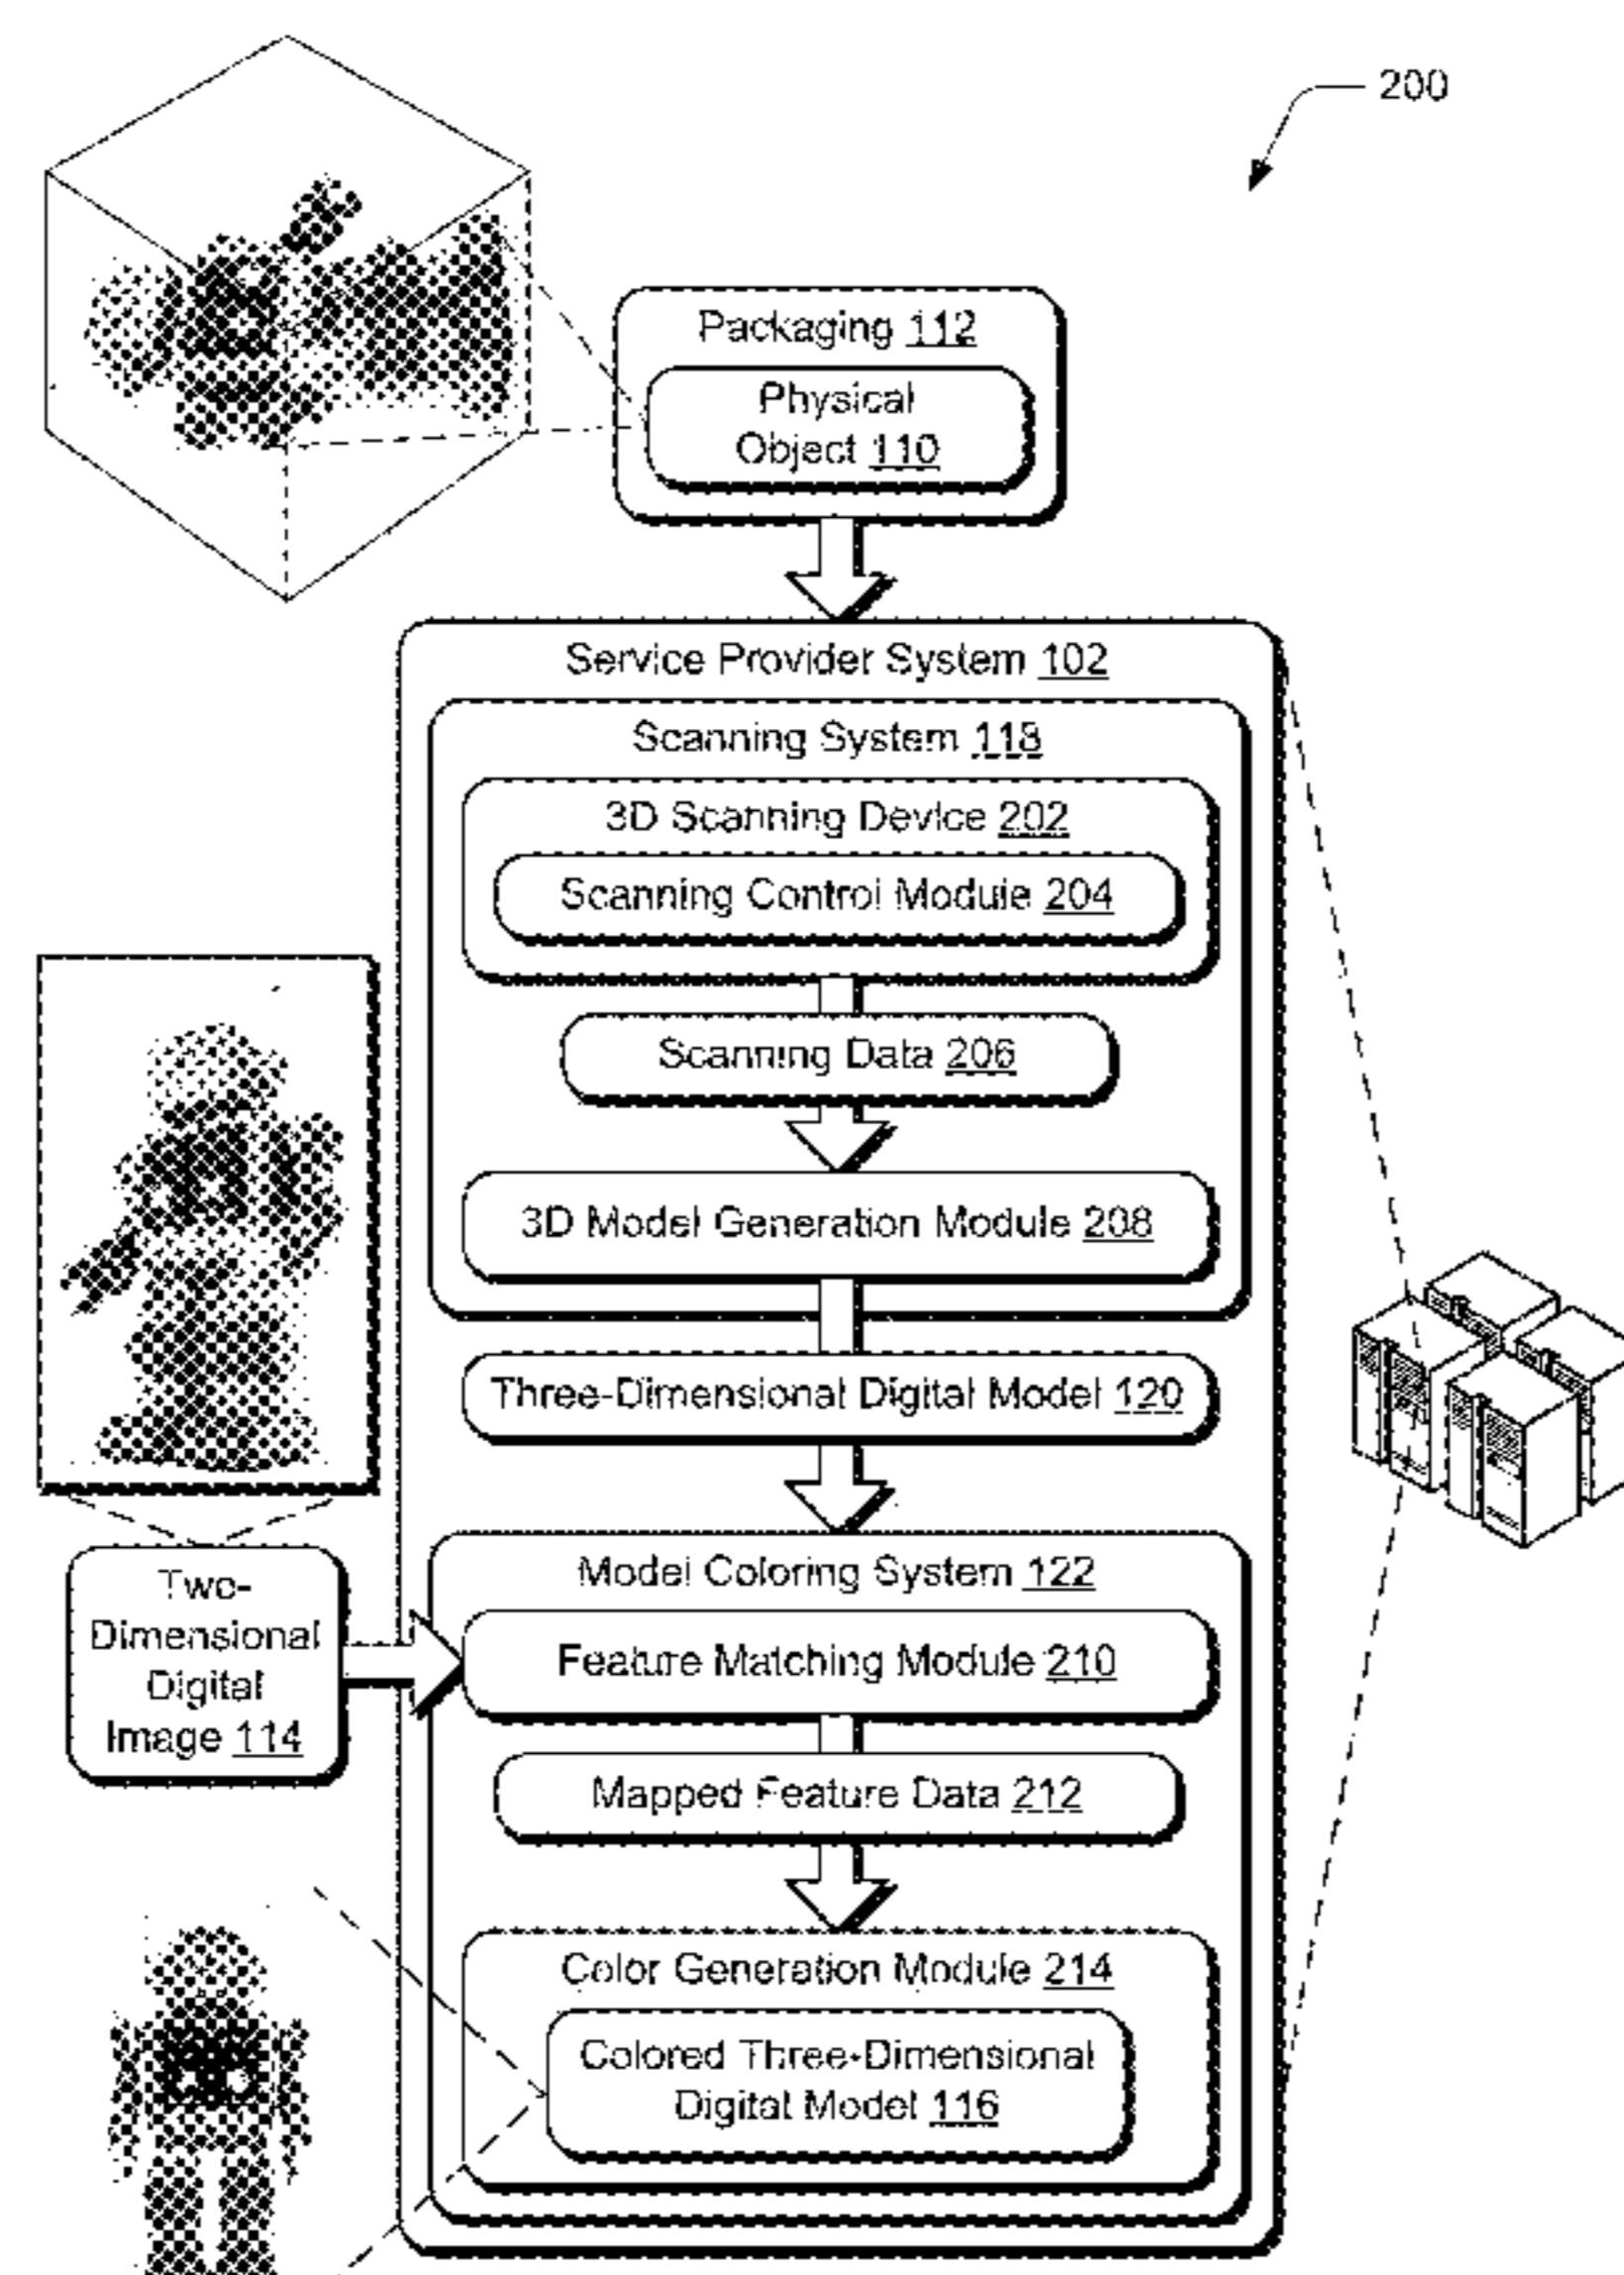 200
Packaging 112
Physical
Object 110
Service Provider System 102
Scanning System 118
3D Scanning Device 202
Scanning Control Module 204
Scanning Data 206
3D Model Generation Module 208
Three-Dimensional Digital Model 120
Model Coloring System 122
Two-
Dimensional
Digital
Image 114
Feature Matching Module 210
Mapped Feature Data 212
Color Generation Module 214
Colored Three-Dimensional
Digital Model 116